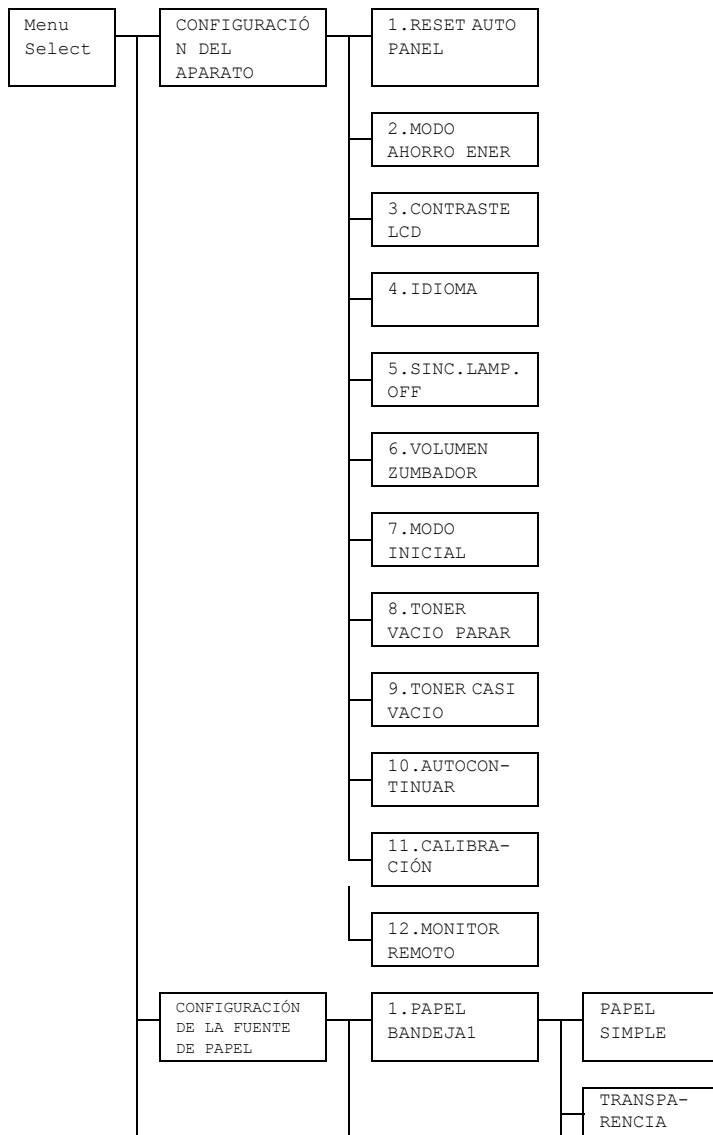 Menu
Select
CONFIGURACIÓ
N DEL
APARATO
1.RESET AUTO
PANEL
2.MODO
AHORRO ENER
3.CONTRASTE
LCD
4.IDIOMA
5.SINC.LAMP.
OFF
6.VOLUMEN
ZUMBADOR
7.MODO
INICIAL
8.TONER
VACIO PARAR
9.TONER CASI
VACIO
10.AUTOCON-
TINUAR
11.CALIBRA-
CIÓN
12.MONITOR
REMOTO
CONFIGURACIÓN
DE LA FUENTE
DE PAPEL
1.PAPEL
BANDEJA1
PAPEL
SIMPLE
TRANSPA-
RENCIA